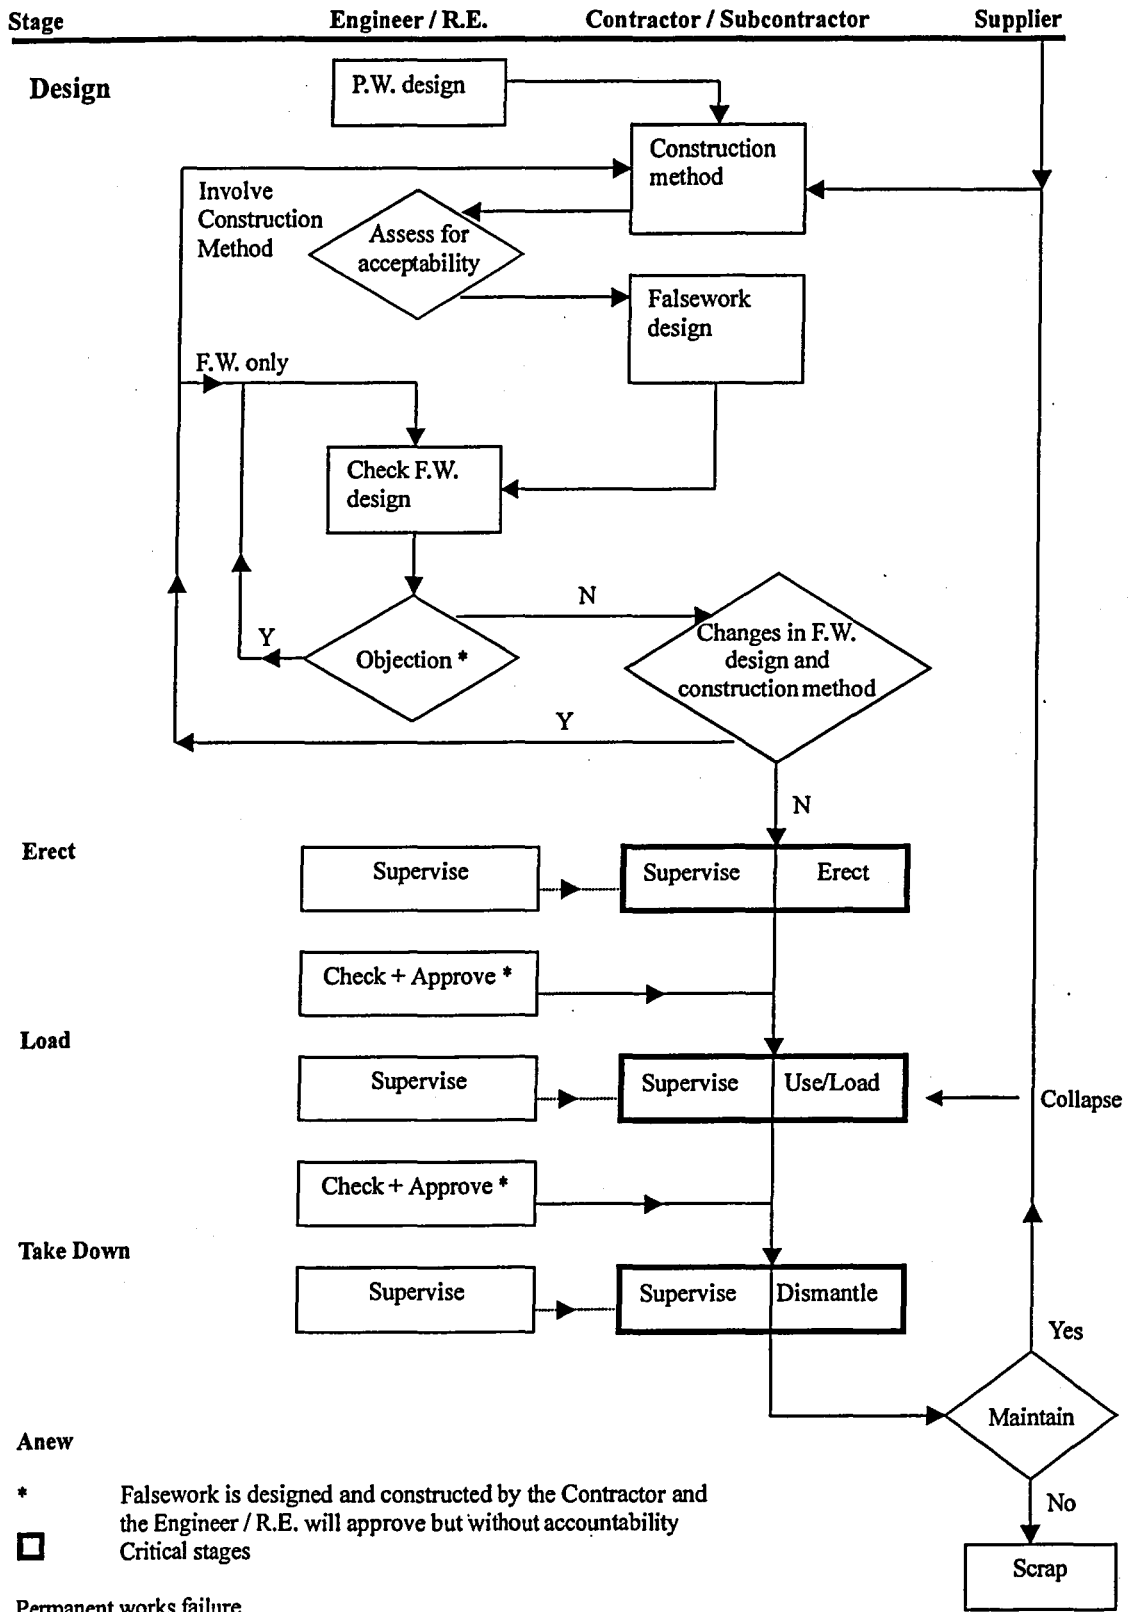 Stage Engineer / R.E. Contractor / Subcontractor Supplier
Design
P.W. design
Construction
method
Involve
Construction
Method
Assess for
acceptability
Falsework
design
F.W. only
Check F.W.
design
N
Y
Objection *
Changes in F.W.
design and
construction method
Y
N
Erect
Supervise
Supervise Erect
Check + Approve *
Load
Supervise
Supervise Use/Load
Collapse
Check + Approve *
Take Down
Supervise
Supervise Dismantle
Yes
Maintain
Anew
* Falsework is designed and constructed by the Contractor and
the Engineer / R.E. will approve but without accountability
Critical stages
No
Scrap
Permanent works failure